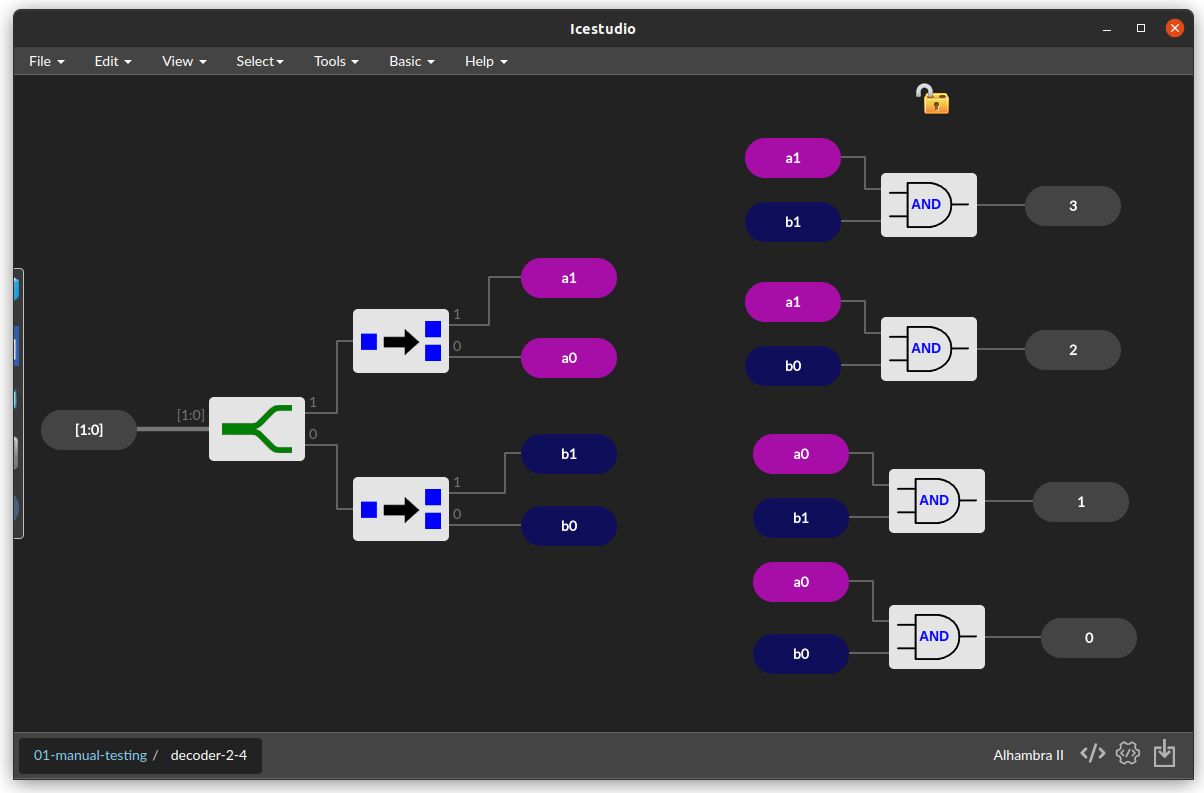 Icestudio
File Edit View Select Tools Basic Help
a1
AND
3
b1
a1
1
0
a0
a1
AND
2
b0
[1:0]
[1:0]
1
0
b1
1
0
b0
a0
AND
1
b1
a0
AND
0
b0
01-manual-testing / decoder-2-4
Alhambra II </>